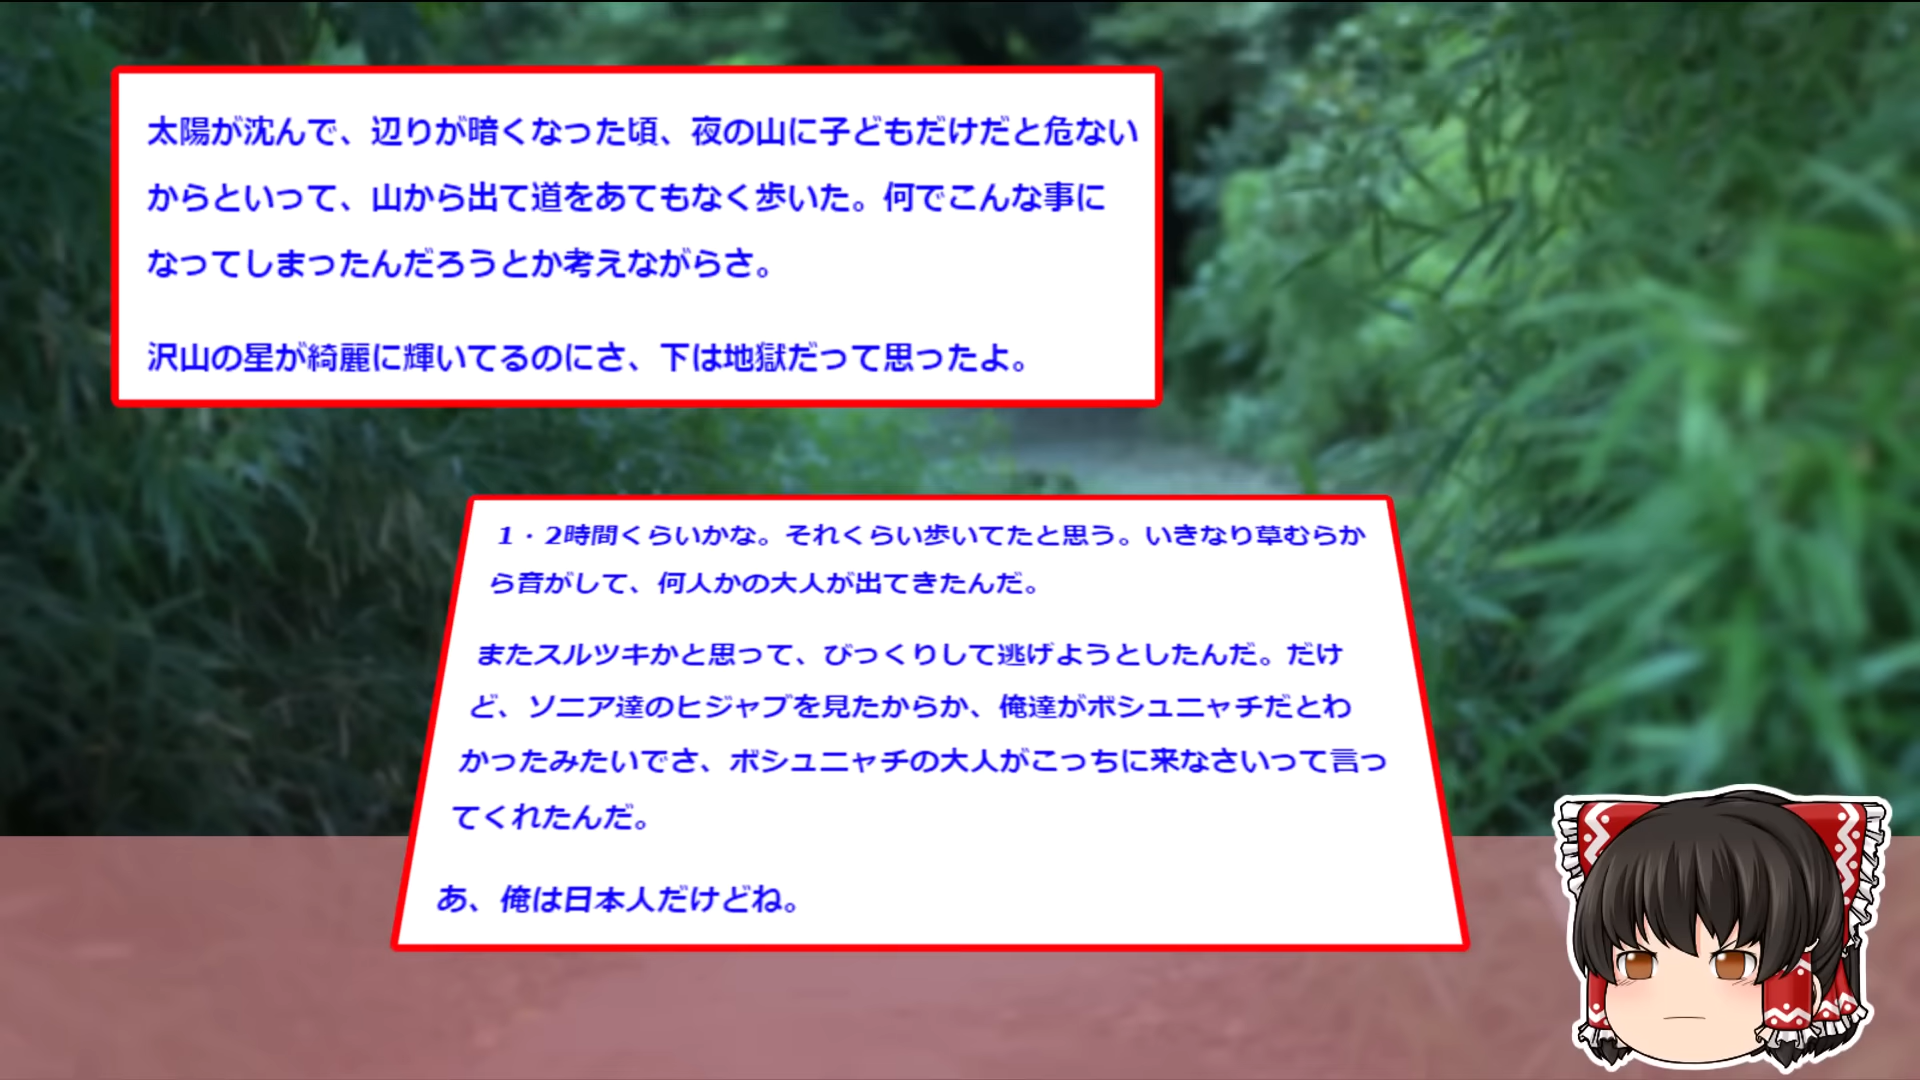 太陽が沈んで、辺りが暗くなった頃、夜の山に子どもだけだと危ない
からといって、山から出て道をあてもなく歩いた。何でこんな事に
なってしまったんだろうとか考えながらさ。
沢山の星が綺麗に輝いてるのにさ、下は地獄だって思ったよ。
1・2時間くらいかな。それくらい歩いてたと思う。いきなり草むらか
ら音がして、何人かの大人が出てきたんだ。
またスルツキかと思って、びっくりして逃げようとしたんだ。だけ
ど、ソニア達のヒジャブを見たからか、俺達がボシュニャチだとわ
かったみたいでさ、ボシュニャチの大人がこっちに来なさいって言っ
てくれたんだ。
あ、俺は日本人だけどね。